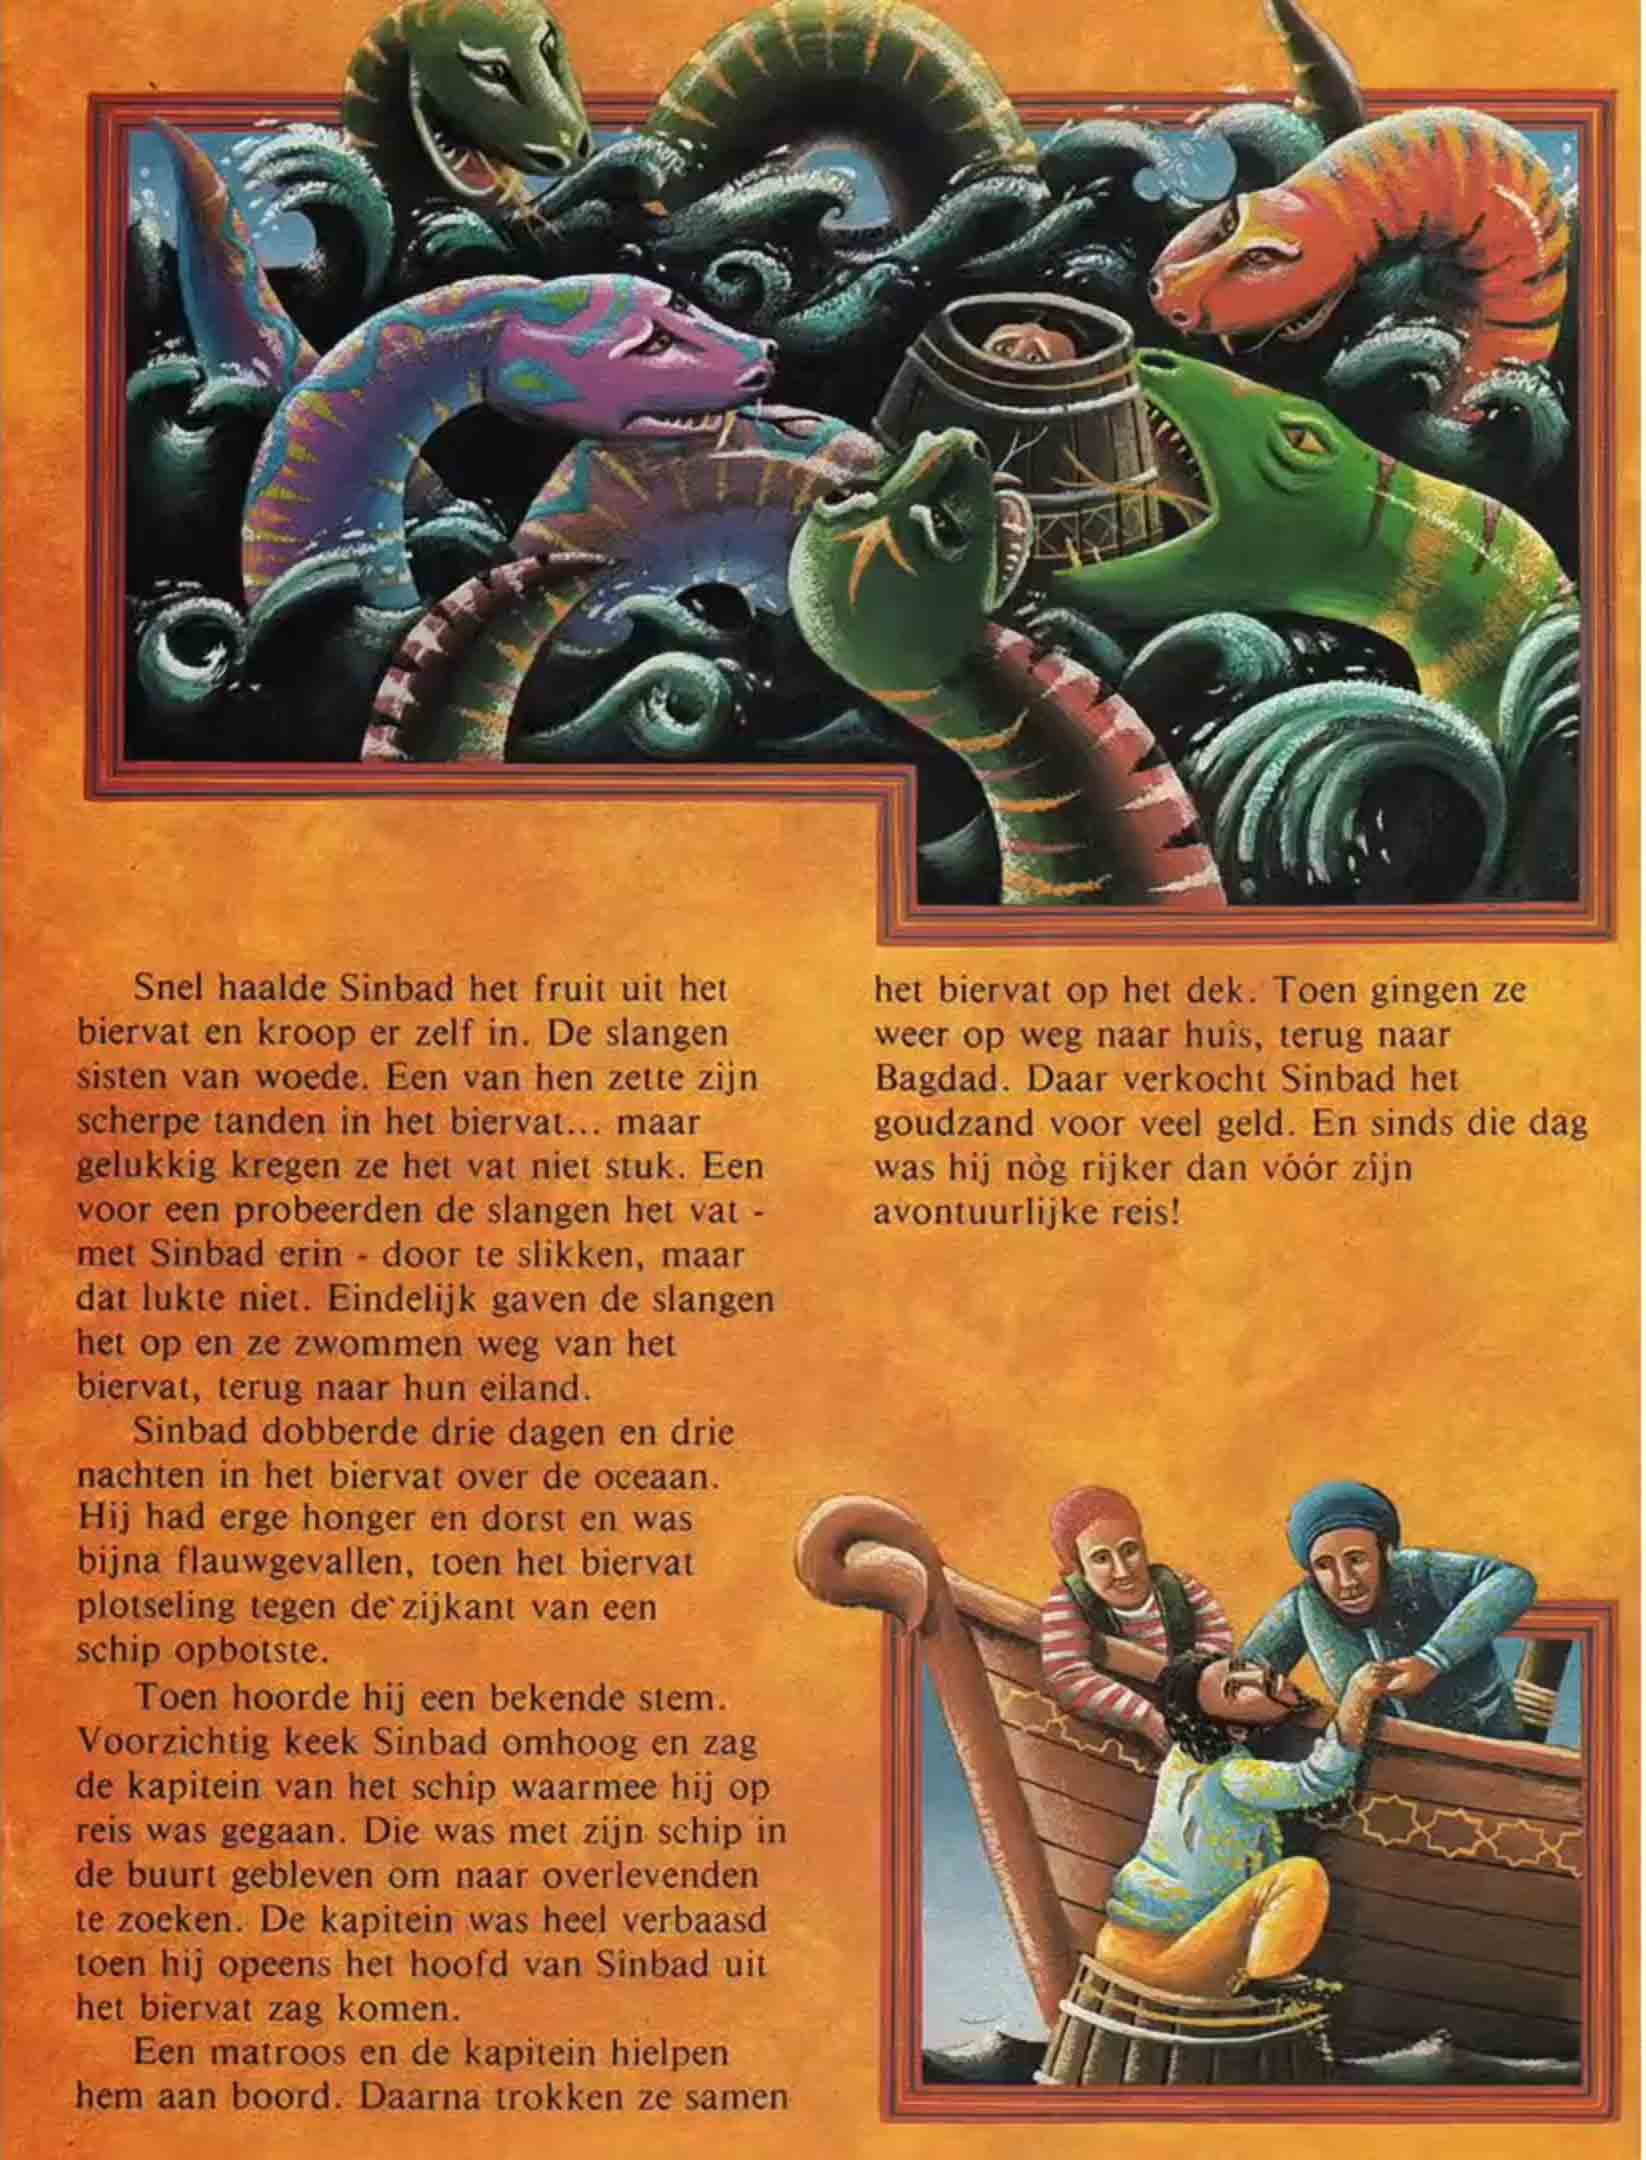 Snel haalde Sinbad het fruit uit het
biervat en kroop er zelf in. De slangen
sisten van woede. Een van hen zette zijn
scherpe tanden in het biervat... maar
gelukkig kregen ze het vat niet stuk. Een
voor een probeerden de slangen het vat -
met Sinbad erin - door te slikken, maar
dat lukte niet. Eindelijk gaven de slangen
het op en ze zwommen weg van het
biervat, terug naar hun eiland.
Sinbad dobberde drie dagen en drie
nachten in het biervat over de oceaan.
Hij had erge honger en dorst en was
bijna flauwgevallen, toen het biervat
plotseling tegen de zijkant van een
schip opbotste.
Toen hoorde hij een bekende stem.
Voorzichtig keek Sinbad omhoog en zag
de kapitein van het schip waarmee hij op
reis was gegaan. Die was met zijn schip in
de buurt gebleven om naar overlevenden
te zoeken. De kapitein was heel verbaasd
toen hij opeens het hoofd van Sinbad uit
het biervat zag komen.
Een matroos en de kapitein hielpen
hem aan boord. Daarna trokken ze samen
het biervat op het dek. Toen gingen ze
weer op weg naar huis, terug naar
Bagdad. Daar verkocht Sinbad het
goudzand voor veel geld. En sinds die dag
was hij nòg rijker dan vóór zijn
avontuurlijke reis!